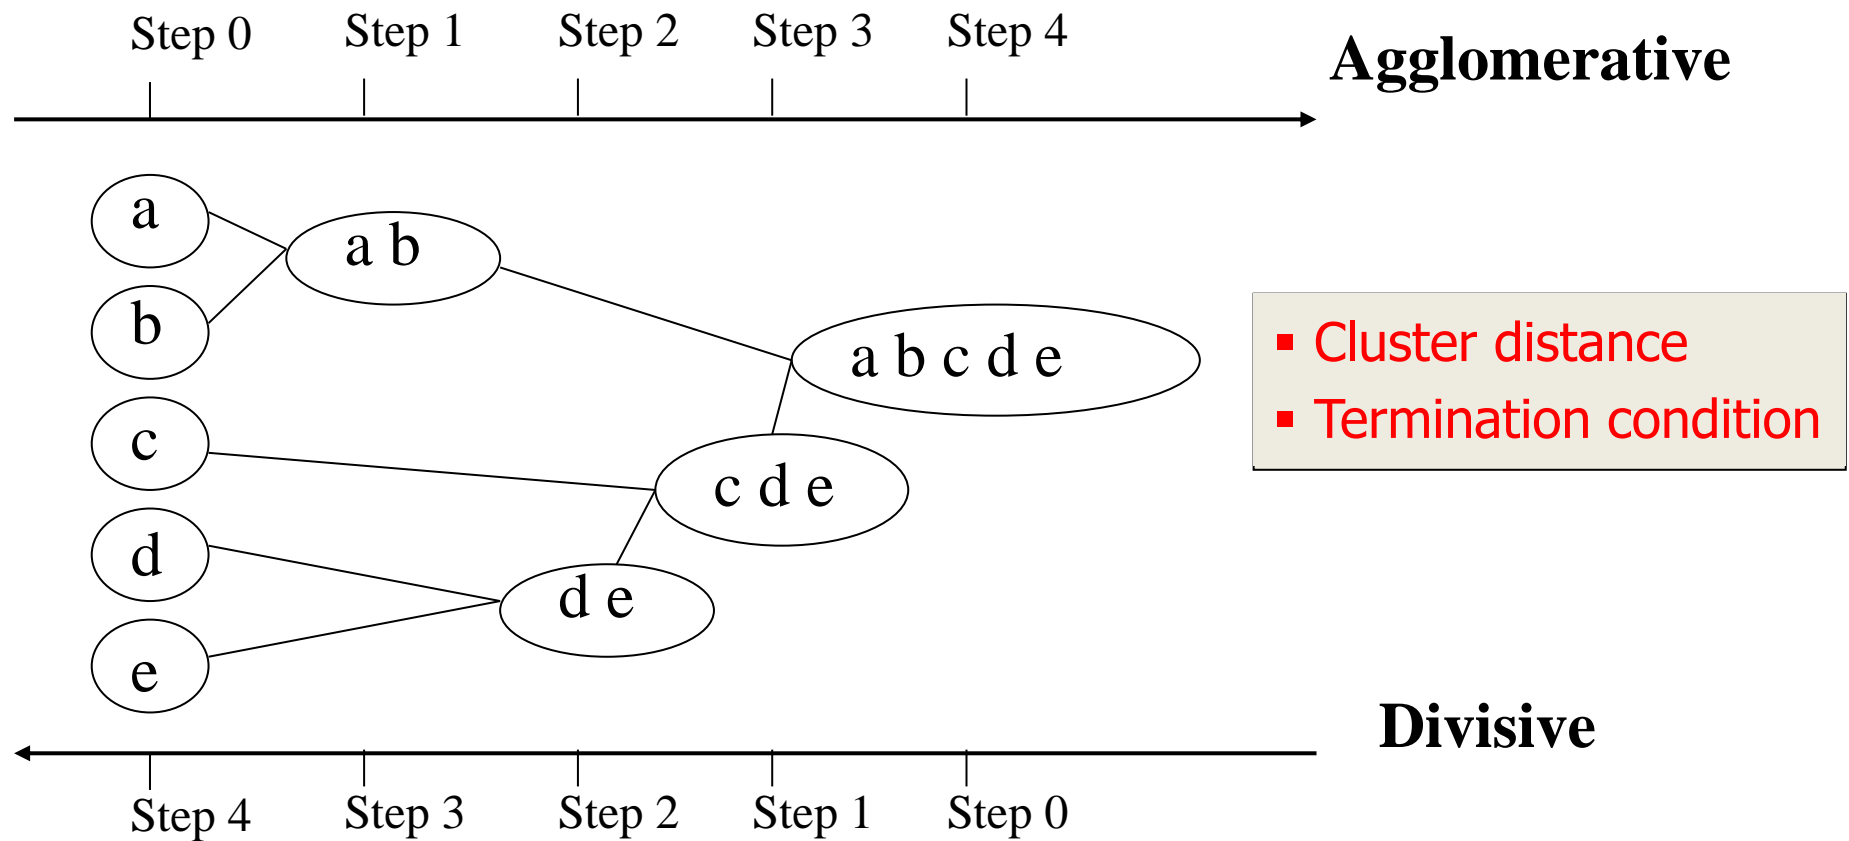 Step 0 Step 1 Step 2 Step 3 Step 4
Agglomerative
a
a b
b
a b c d e
▪ Cluster distance
▪ Termination condition
c
c d e
d
d e
e
Divisive
Step 4 Step 3 Step 2 Step 1 Step 0